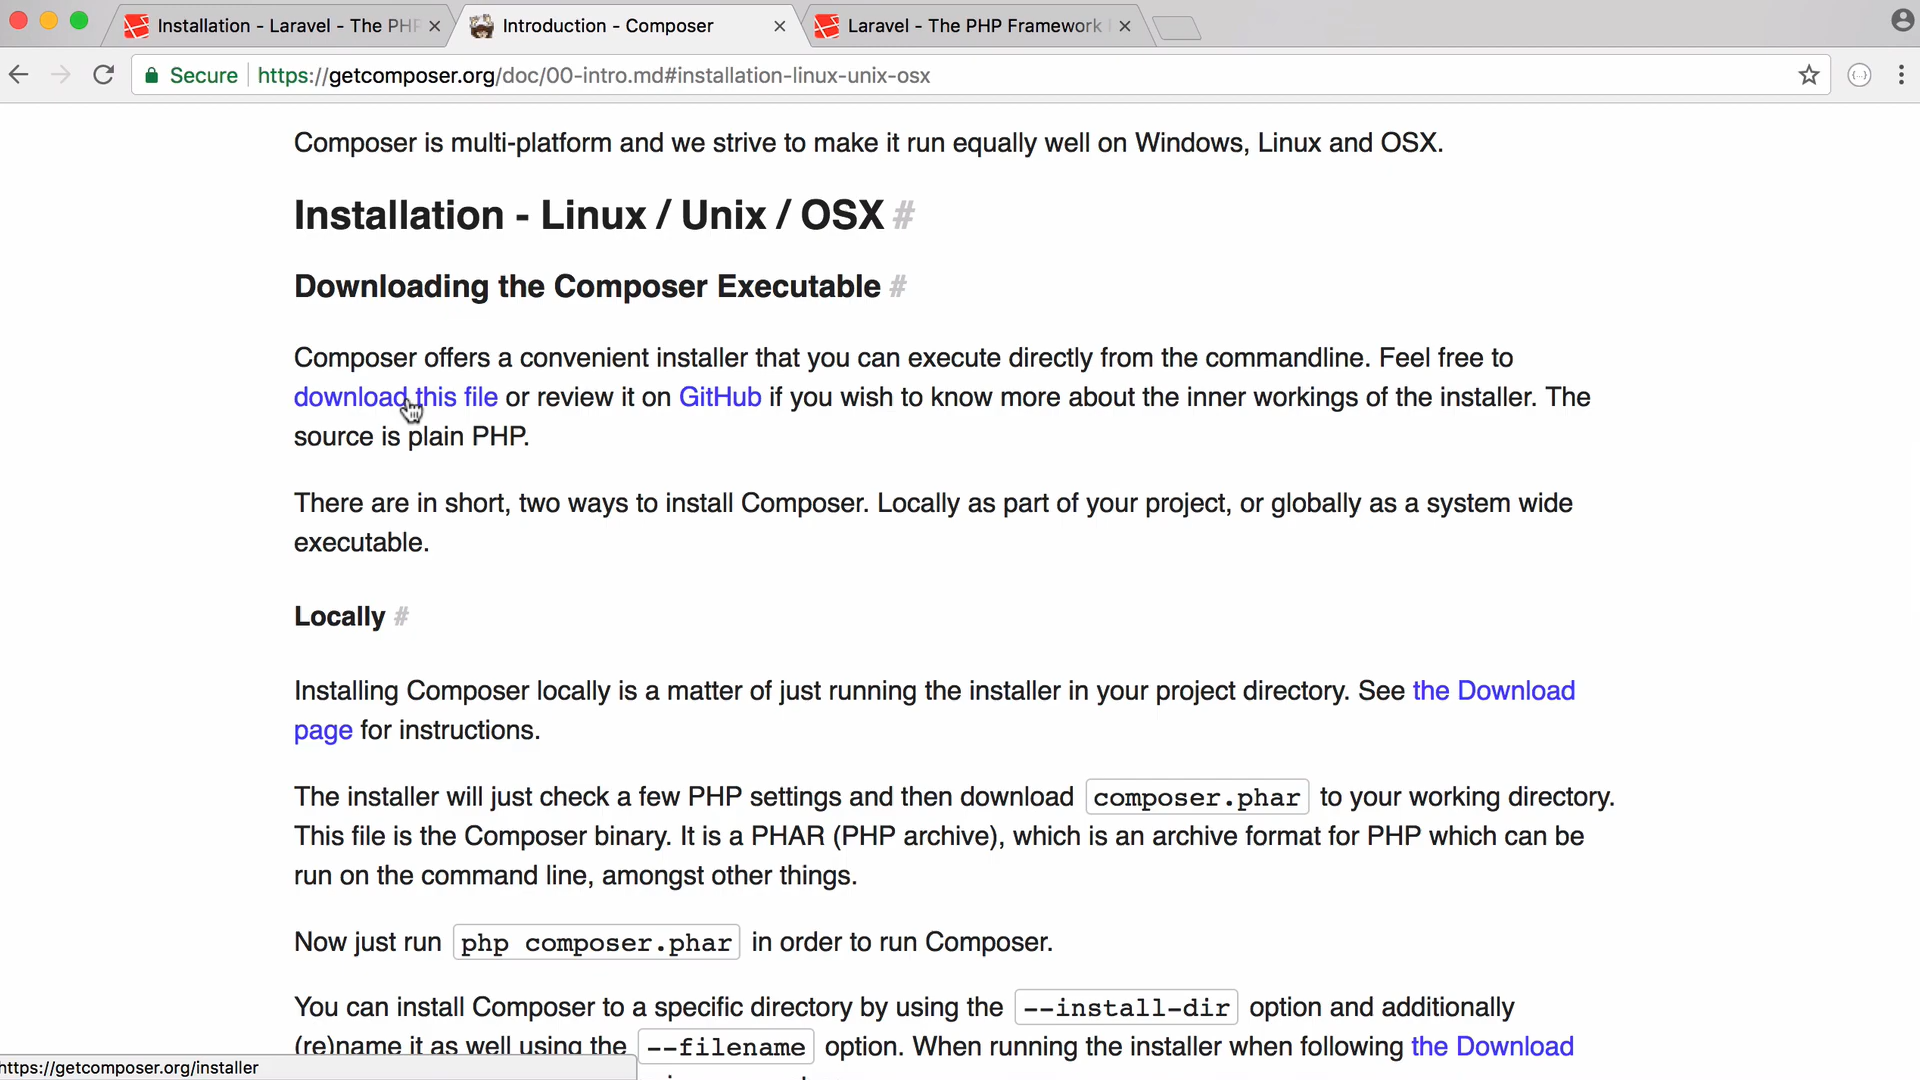 Installation - Laravel - The PHP
Introduction - Composer
Laravel - The PHP Framework
Secure
https://getcomposer.org/doc/00-intro.md#installation-linux-unix-osx
Composer is multi-platform and we strive to make it run equally well on Windows, Linux and OSX.
Installation - Linux / Unix / OSX #
Downloading the Composer Executable #
Composer offers a convenient installer that you can execute directly from the commandline. Feel free to
download this file or review it on GitHub if you wish to know more about the inner workings of the installer. The
source is plain PHP.
There are in short, two ways to install Composer. Locally as part of your project, or globally as a system wide
executable.
Locally #
Installing Composer locally is a matter of just running the installer in your project directory. See the Download
page for instructions.
The installer will just check a few PHP settings and then download composer.phar to your working directory.
This file is the Composer binary. It is a PHAR (PHP archive), which is an archive format for PHP which can be
run on the command line, amongst other things.
Now just run php composer.phar in order to run Composer.
You can install Composer to a specific directory by using the --install-dir option and additionally
(re)name it as well using the --filename option. When running the installer when following the Download
https://getcomposer.org/installer